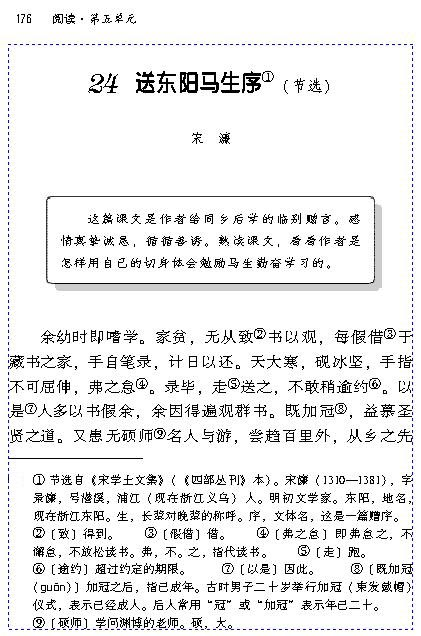 176 阅读·第五单元
24 送东阳马生序①(节选)
宋 濂
这篇课文是作者给同乡后学的临别赠言。感
情真挚诚恳,循循善诱。熟读课文,看看作者是
怎样用自己的切身体会勉励马生勤奋学习的。
余幼时即嗜学。家贫,无从致②书以观,每假借③于
藏书之家,手自笔录,计日以还。天大寒,砚冰坚,手指
不可屈伸,弗之怠④。录毕,走⑤送之,不敢稍逾约⑥。以
是⑦人多以书假余,余因得遍观群书。既加冠⑧,益慕圣
贤之道。又患无硕师⑨名人与游,尝趋百里外,从乡之先
①节选自《宋学士文集》(《四部丛刊》本)。宋濂(1310—1381),字
景濂,号潜溪,浦江(现在浙江义乌)人。明初文学家。东阳,地名,
现在浙江东阳。生,长辈对晚辈的称呼。序,文体名,这是一篇赠序。
②〔致〕得到。 ③〔假借〕借。 ④〔弗之怠〕即弗怠之,不
懈怠,不放松读书。弗,不。之,指代读书。 ⑤〔走〕跑。
⑥〔逾约〕超过约定的期限。 ⑦〔以是〕因此。 ⑧〔既加冠
(guān)〕加冠之后,指已成年。古时男子二十岁举行加冠(束发戴帽)
仪式,表示已经成人。后人常用“冠”或“加冠”表示年已二十。
⑨〔硕师〕学问渊博的老师。硕,大。